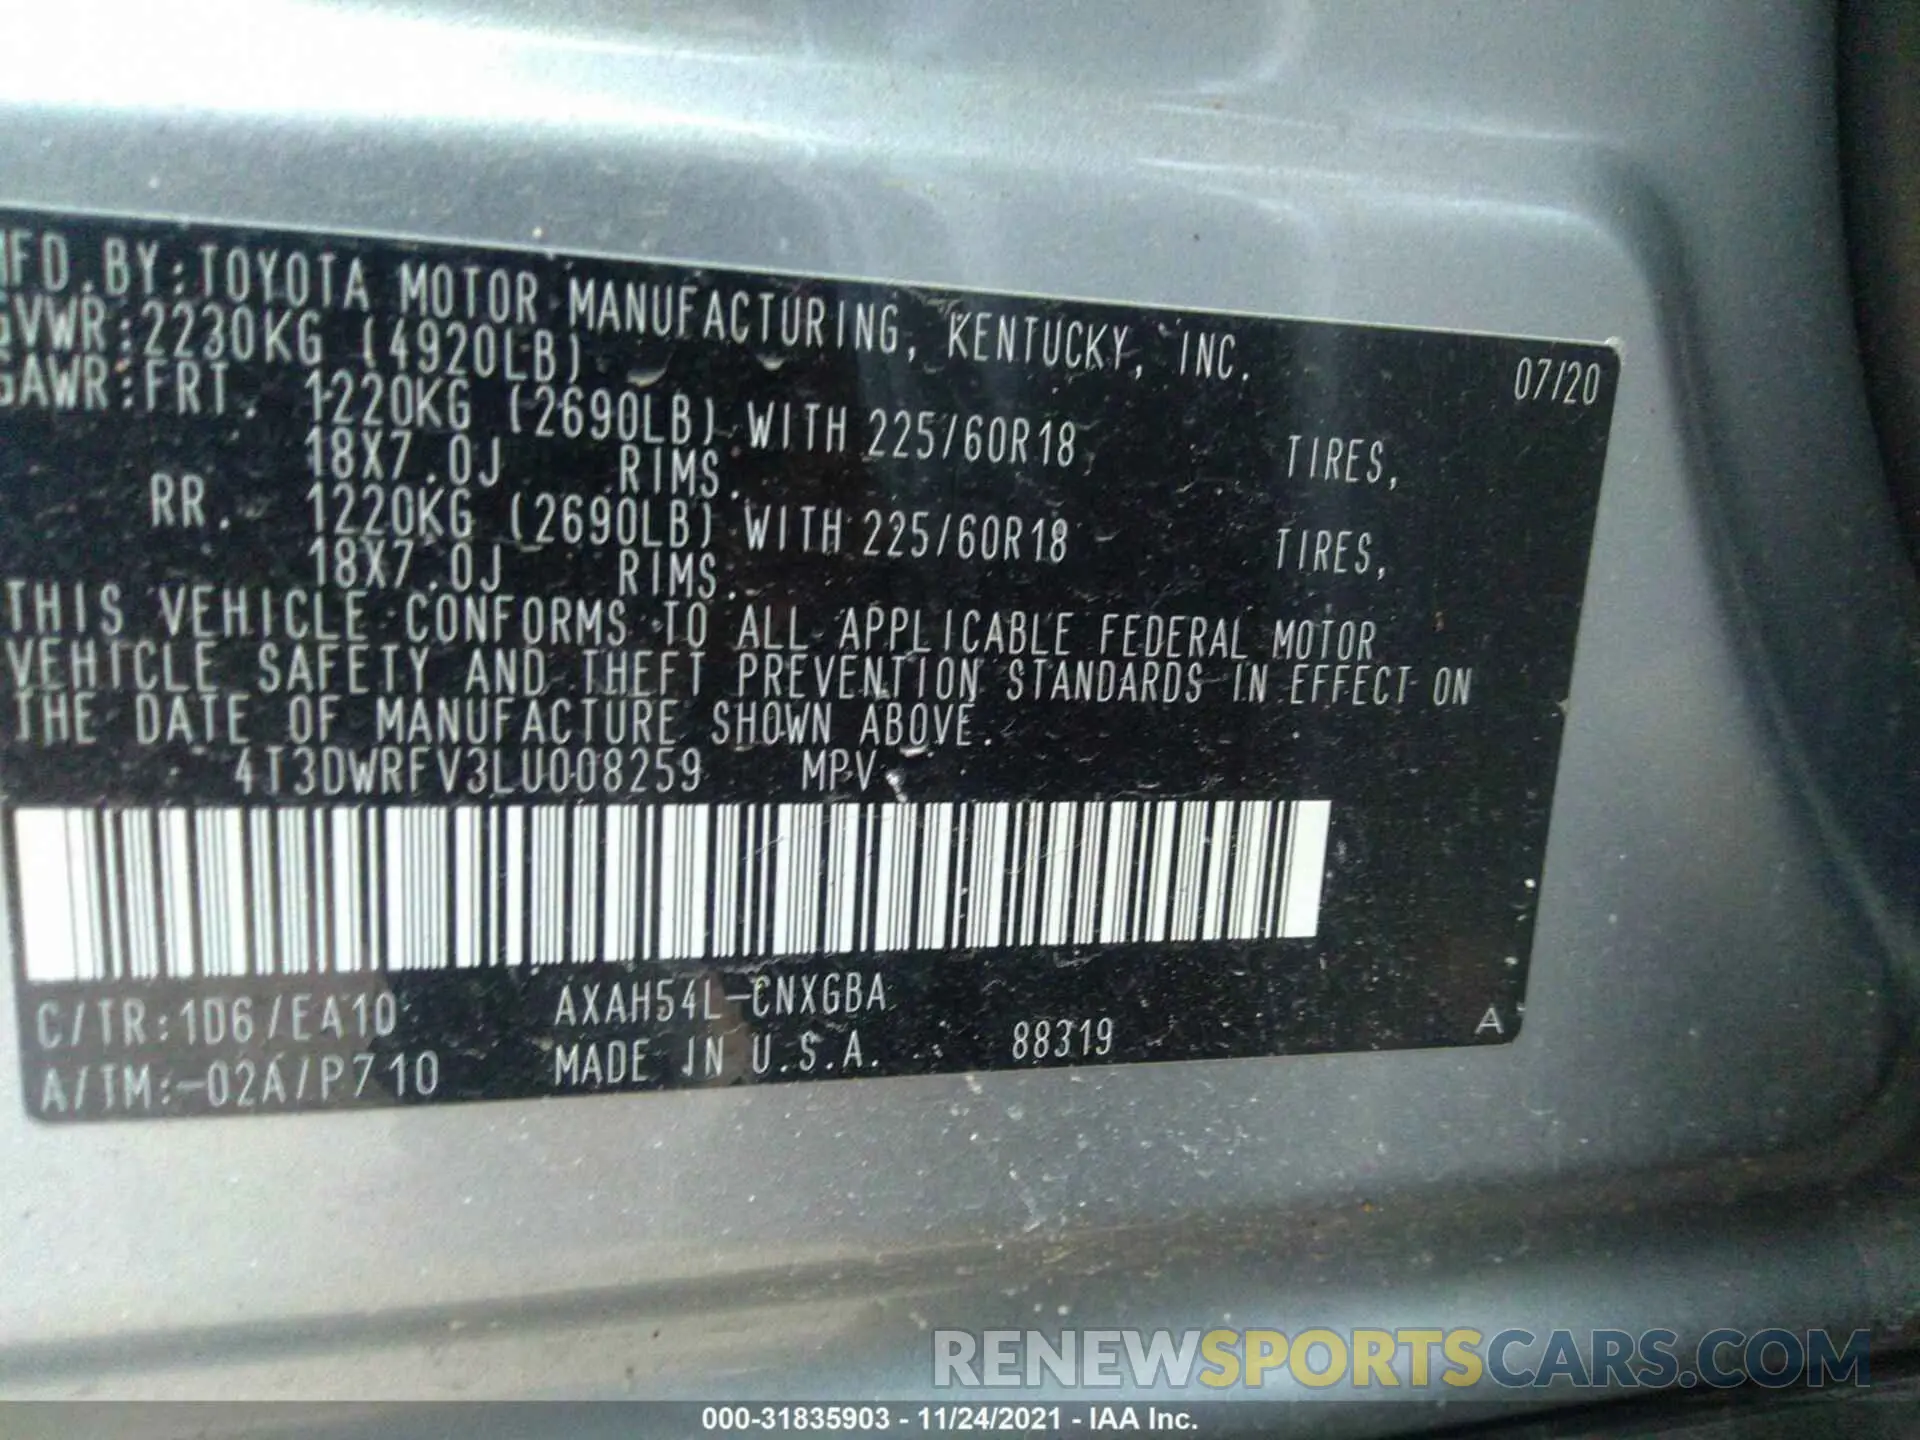 MFD. BY: TOYOTA MOTOR MANUFACTURING, KENTUCKY, INC. 07/20
GVWR: 2230KG (4920LB)
GAWR: FRT. 1220KG (2690LB) WITH 225/60R18 TIRES,
18X7.0J RIMS.
RR. 1220KG (2690LB) WITH 225/60R18 TIRES,
18X7.0J RIMS.
THIS VEHICLE CONFORMS TO ALL APPLICABLE FEDERAL MOTOR
VEHICLE SAFETY AND THEFT PREVENTION STANDARDS IN EFFECT ON
THE DATE OF MANUFACTURE SHOWN ABOVE.
4T3DWRFV3LU008259 MPV
C/TR: 1D6/EA10 AXAH54L-CNXGBA
A/TM: -02A/P710 MADE IN U.S.A. 88319 A
RENEWSPORTSCARS.COM
000-31835903 - 11/24/2021 - IAA Inc.